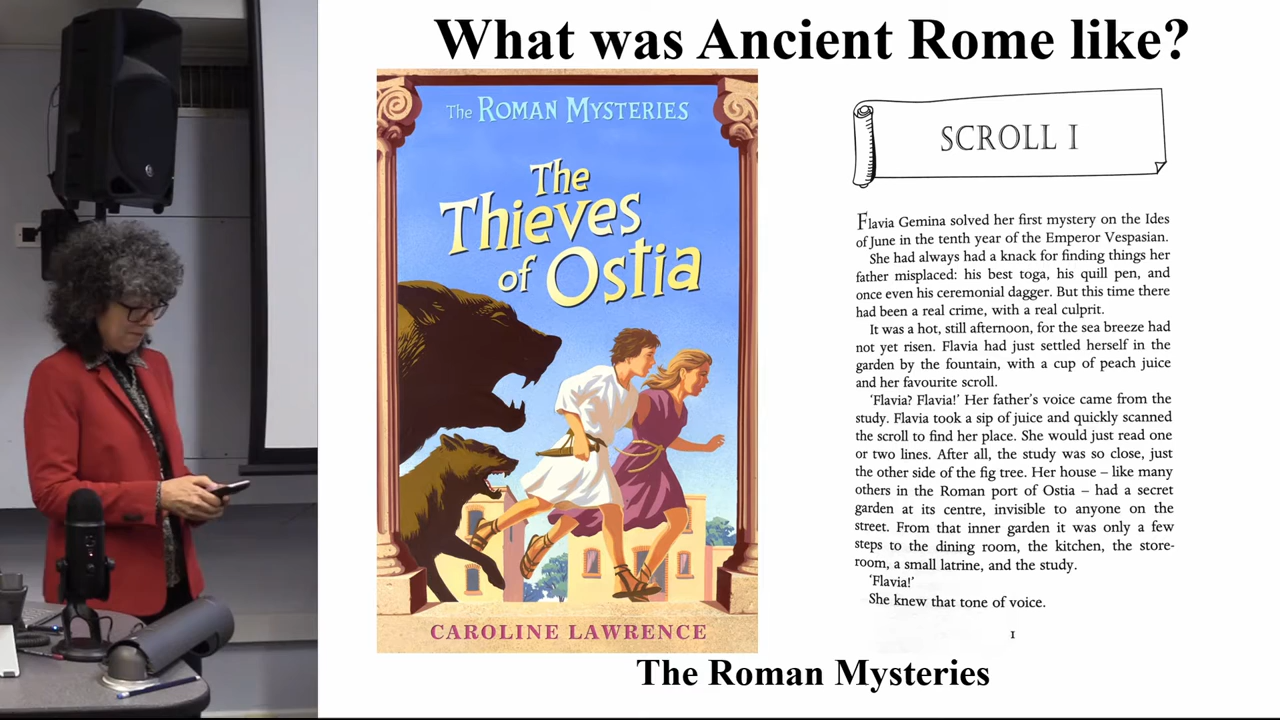 What was Ancient Rome like?
The ROMAN MYSTERIES
The
Thieves
of Ostia
CAROLINE LAWRENCE
SCROLL I
Flavia Gemina solved her first mystery on the Ides
of June in the tenth year of the Emperor Vespasian.
She had always had a knack for finding things her
father misplaced: his best toga, his quill pen, and
once even his ceremonial dagger. But this time there
had been a real crime, with a real culprit.
It was a hot, still afternoon, for the sea breeze had
not yet risen. Flavia had just settled herself in the
garden by the fountain, with a cup of peach juice
and her favourite scroll.
‘Flavia? Flavia!’ Her father’s voice came from the
study. Flavia took a sip of juice and quickly scanned
the scroll to find her place. She would just read one
or two lines. After all, the study was so close, just
the other side of the fig tree. Her house – like many
others in the Roman port of Ostia – had a secret
garden at its centre, invisible to anyone on the
street. From that inner garden it was only a few
steps to the dining room, the kitchen, the store-
room, a small latrine, and the study.
‘Flavia!’
She knew that tone of voice.
1
The Roman Mysteries